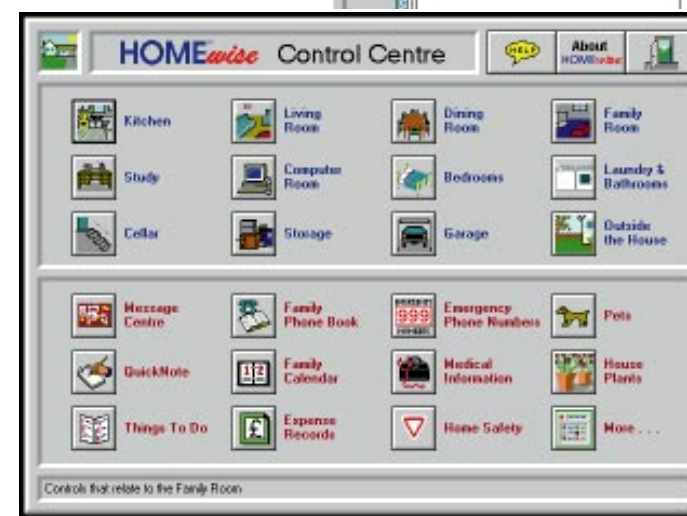 HOMEwise Control Centre
HELP
About
HOMEwise
Kitchen
Living
Room
Dining
Room
Family
Room
Study
Computer
Room
Bedrooms
Laundry &
Bathrooms
Cellar
Storage
Garage
Outside
the House
Message
Centre
Family
Phone Book
999
Emergency
Phone Numbers
Pets
QuickNote
12
Family
Calendar
Medical
Information
House
Plants
Things To Do
£
Expense
Records
Home Safety
More . . .
Controls that relate to the Family Room